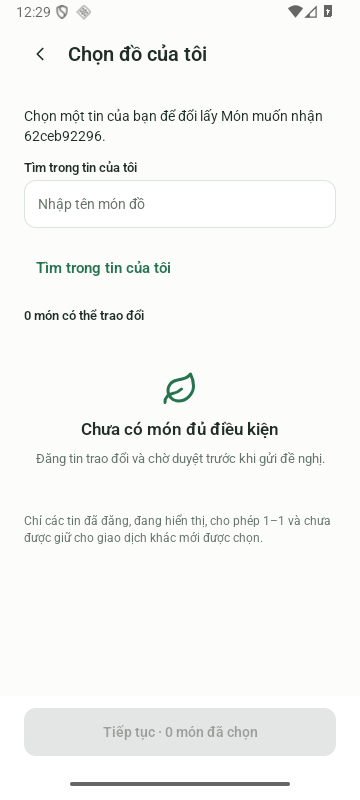 12:29
Chọn đồ của tôi
Chọn một tin của bạn để đổi lấy Món muốn nhận
62ceb92296.
Tìm trong tin của tôi
Nhập tên món đồ
Tìm trong tin của tôi
0 món có thể trao đổi
Chưa có món đủ điều kiện
Đăng tin trao đổi và chờ duyệt trước khi gửi đề nghị.
Chỉ các tin đã đăng, đang hiển thị, cho phép 1–1 và chưa
được giữ cho giao dịch khác mới được chọn.
Tiếp tục · 0 món đã chọn